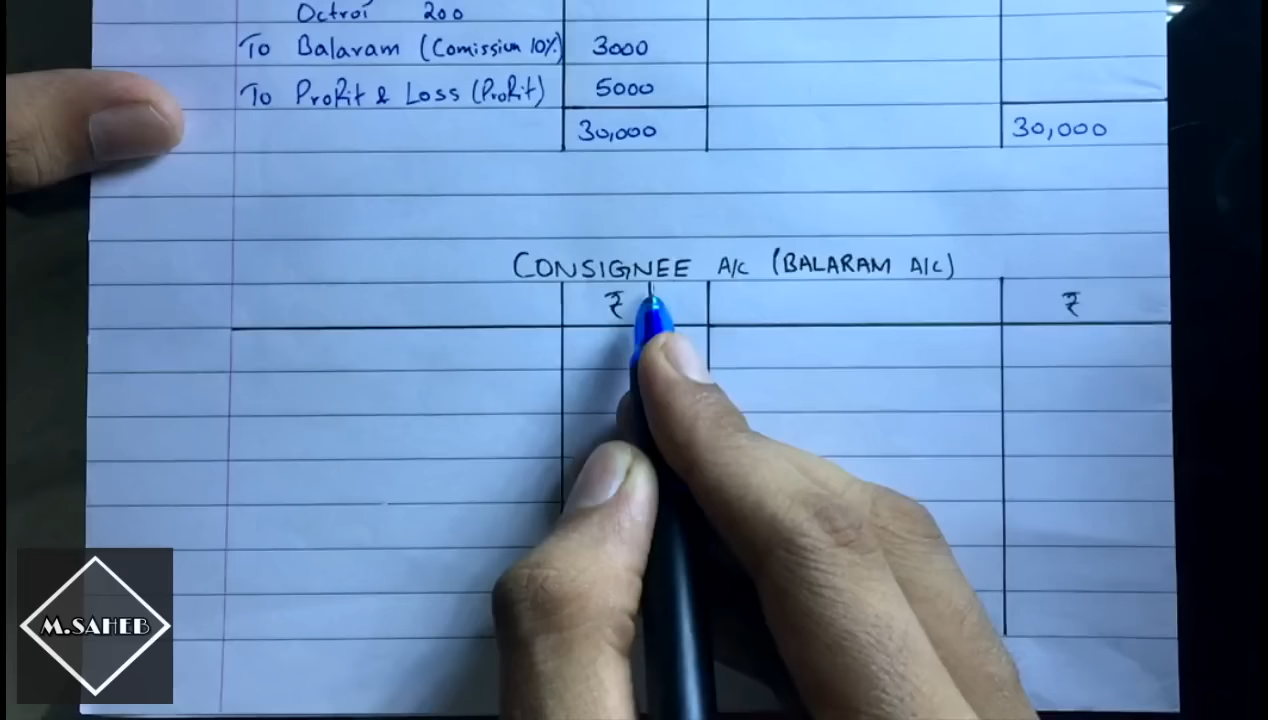 Octroi 200
To Balaram (Comission 10%) 3000
To Profit & Loss (Profit) 5000
30,000 30,000
CONSIGNEE A/C (BALARAM A/C)
₹ ₹
M.SAHEB